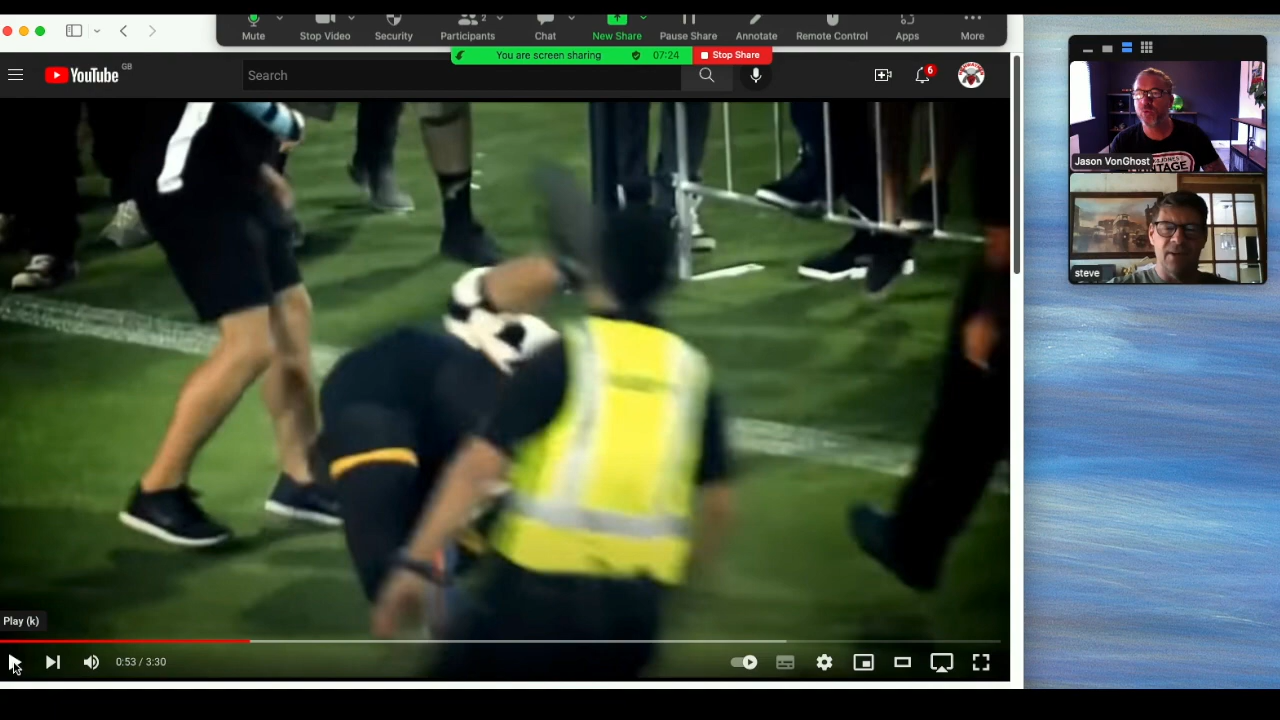 Mute
Stop Video
Security
2
Participants
Chat
New Share
Pause Share
Annotate
Remote Control
Apps
More
You are screen sharing
07:24
Stop Share
YouTube GB
Search
6
Jason VonGhost
steve
Play (k)
0:53 / 3:30